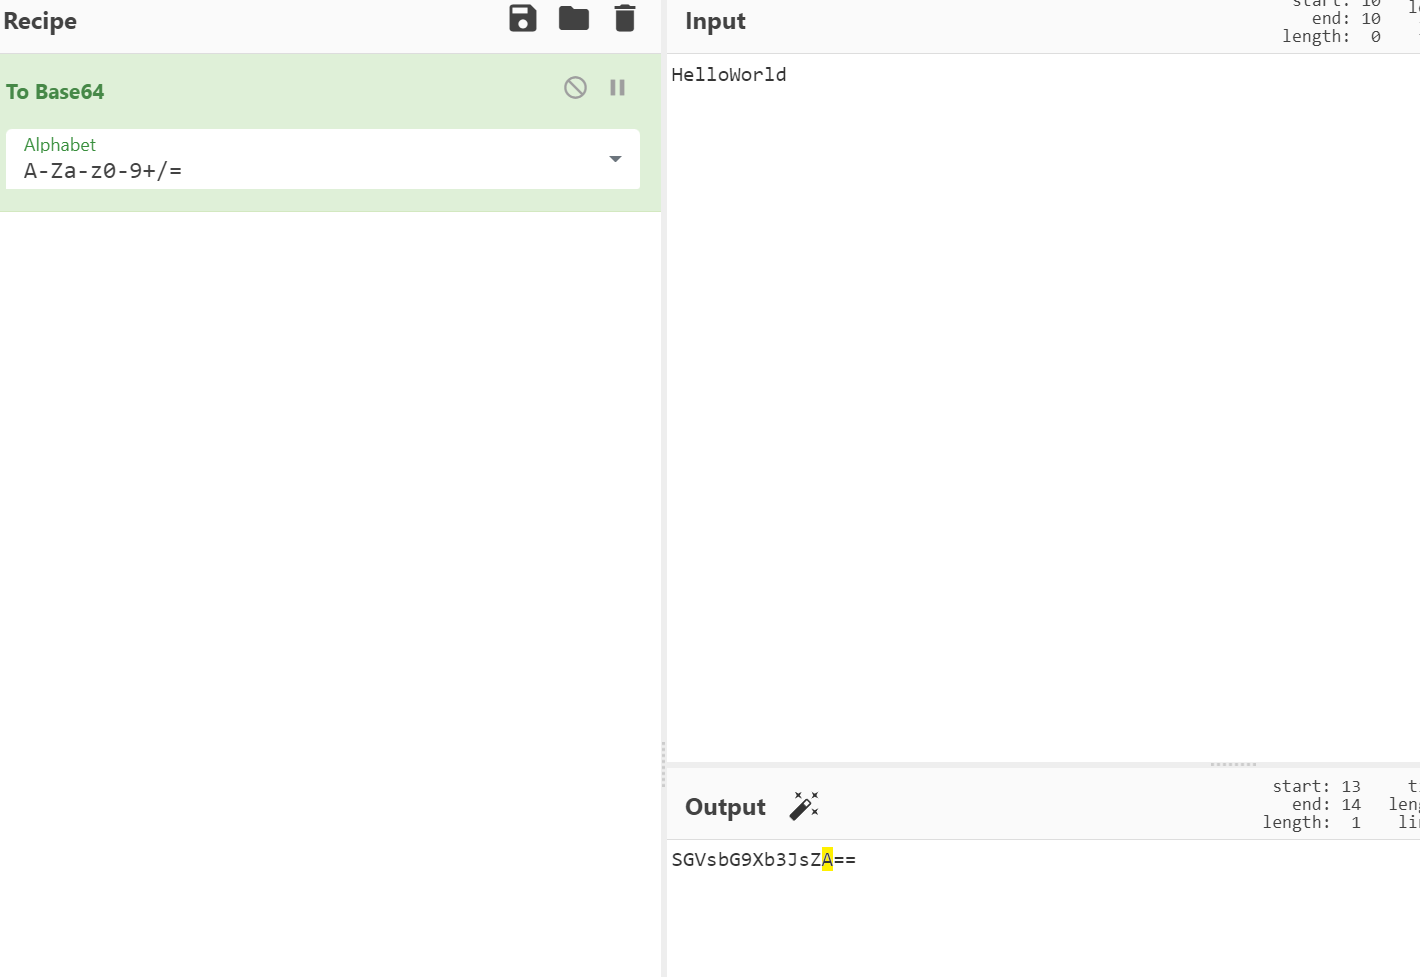 Recipe
To Base64
Alphabet
A-Za-z0-9+/=
Input
start: 10
end: 10
length: 0
HelloWorld
Output
start: 13
end: 14
length: 1
SGVsbG9Xb3JsZA==